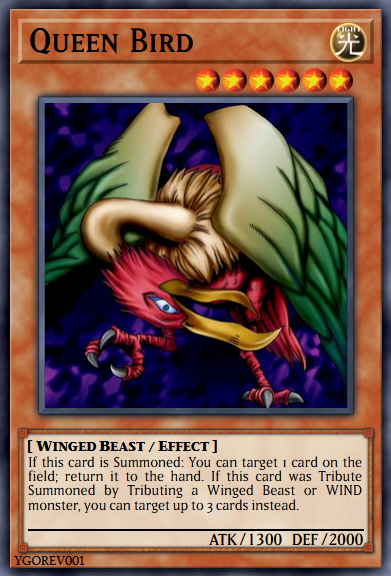 QUEEN BIRD
LIGHT
光
[ WINGED BEAST / EFFECT ]
If this card is Summoned: You can target 1 card on the
field; return it to the hand. If this card was Tribute
Summoned by Tributing a Winged Beast or WIND
monster, you can target up to 3 cards instead.
ATK/1300 DEF/2000
YGOREV001